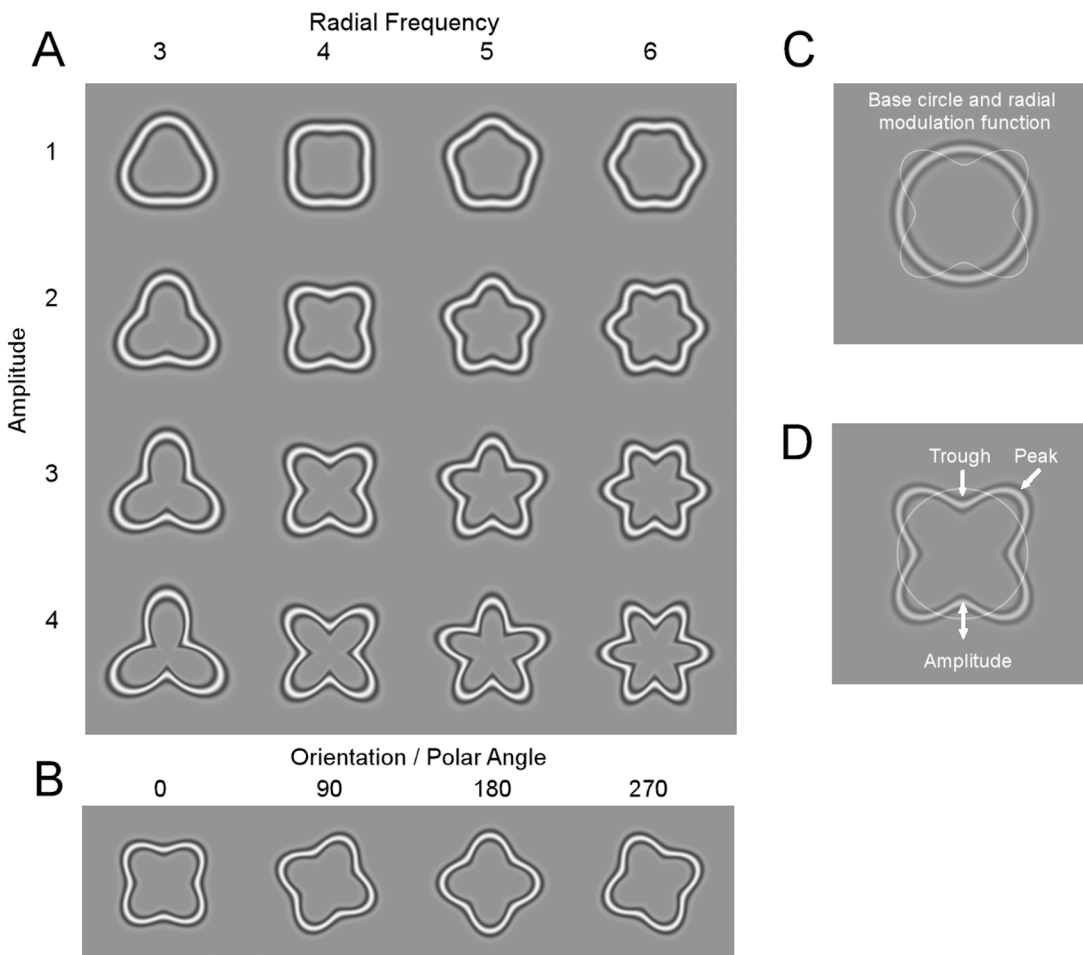 A
Radial Frequency
3 4 5 6
Amplitude
1
2
3
4
B
Orientation / Polar Angle
0 90 180 270
C
Base circle and radial
modulation function
D
Trough Peak
Amplitude